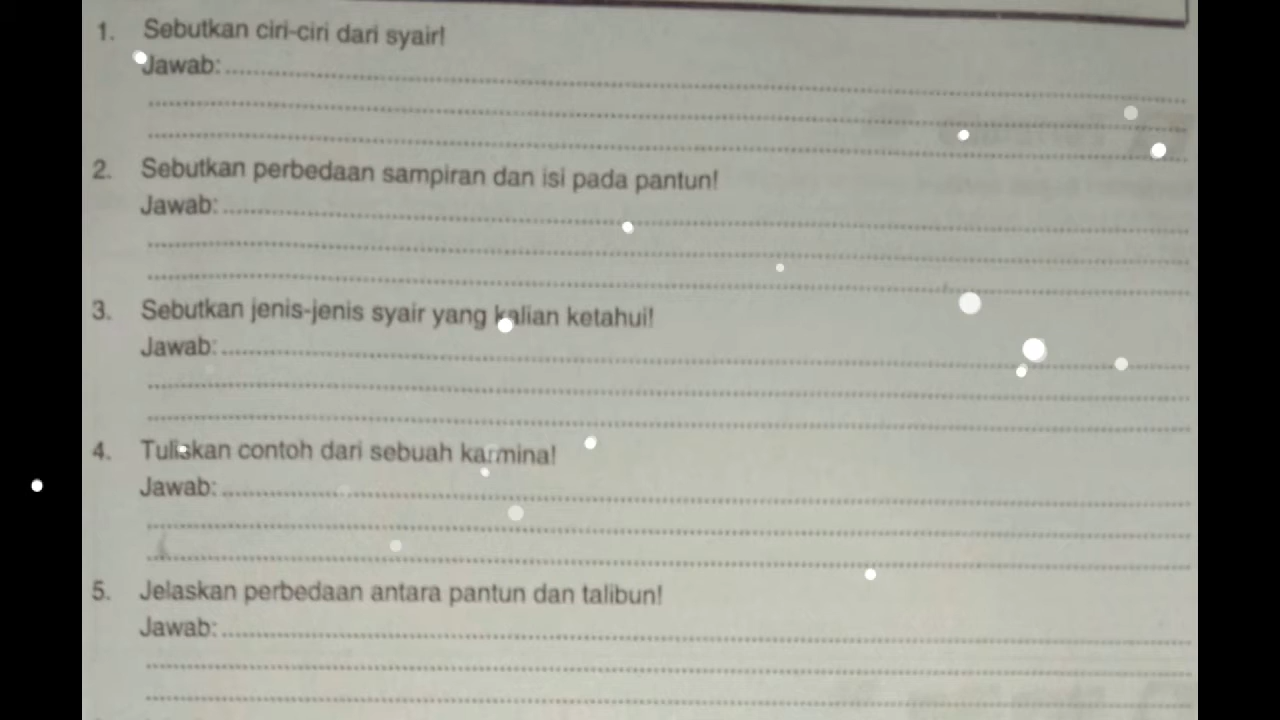 1. Sebutkan ciri-ciri dari syair!
Jawab:
2. Sebutkan perbedaan sampiran dan isi pada pantun!
Jawab:
3. Sebutkan jenis-jenis syair yang kalian ketahui!
Jawab:
4. Tuliskan contoh dari sebuah karmina!
Jawab:
5. Jelaskan perbedaan antara pantun dan talibun!
Jawab: